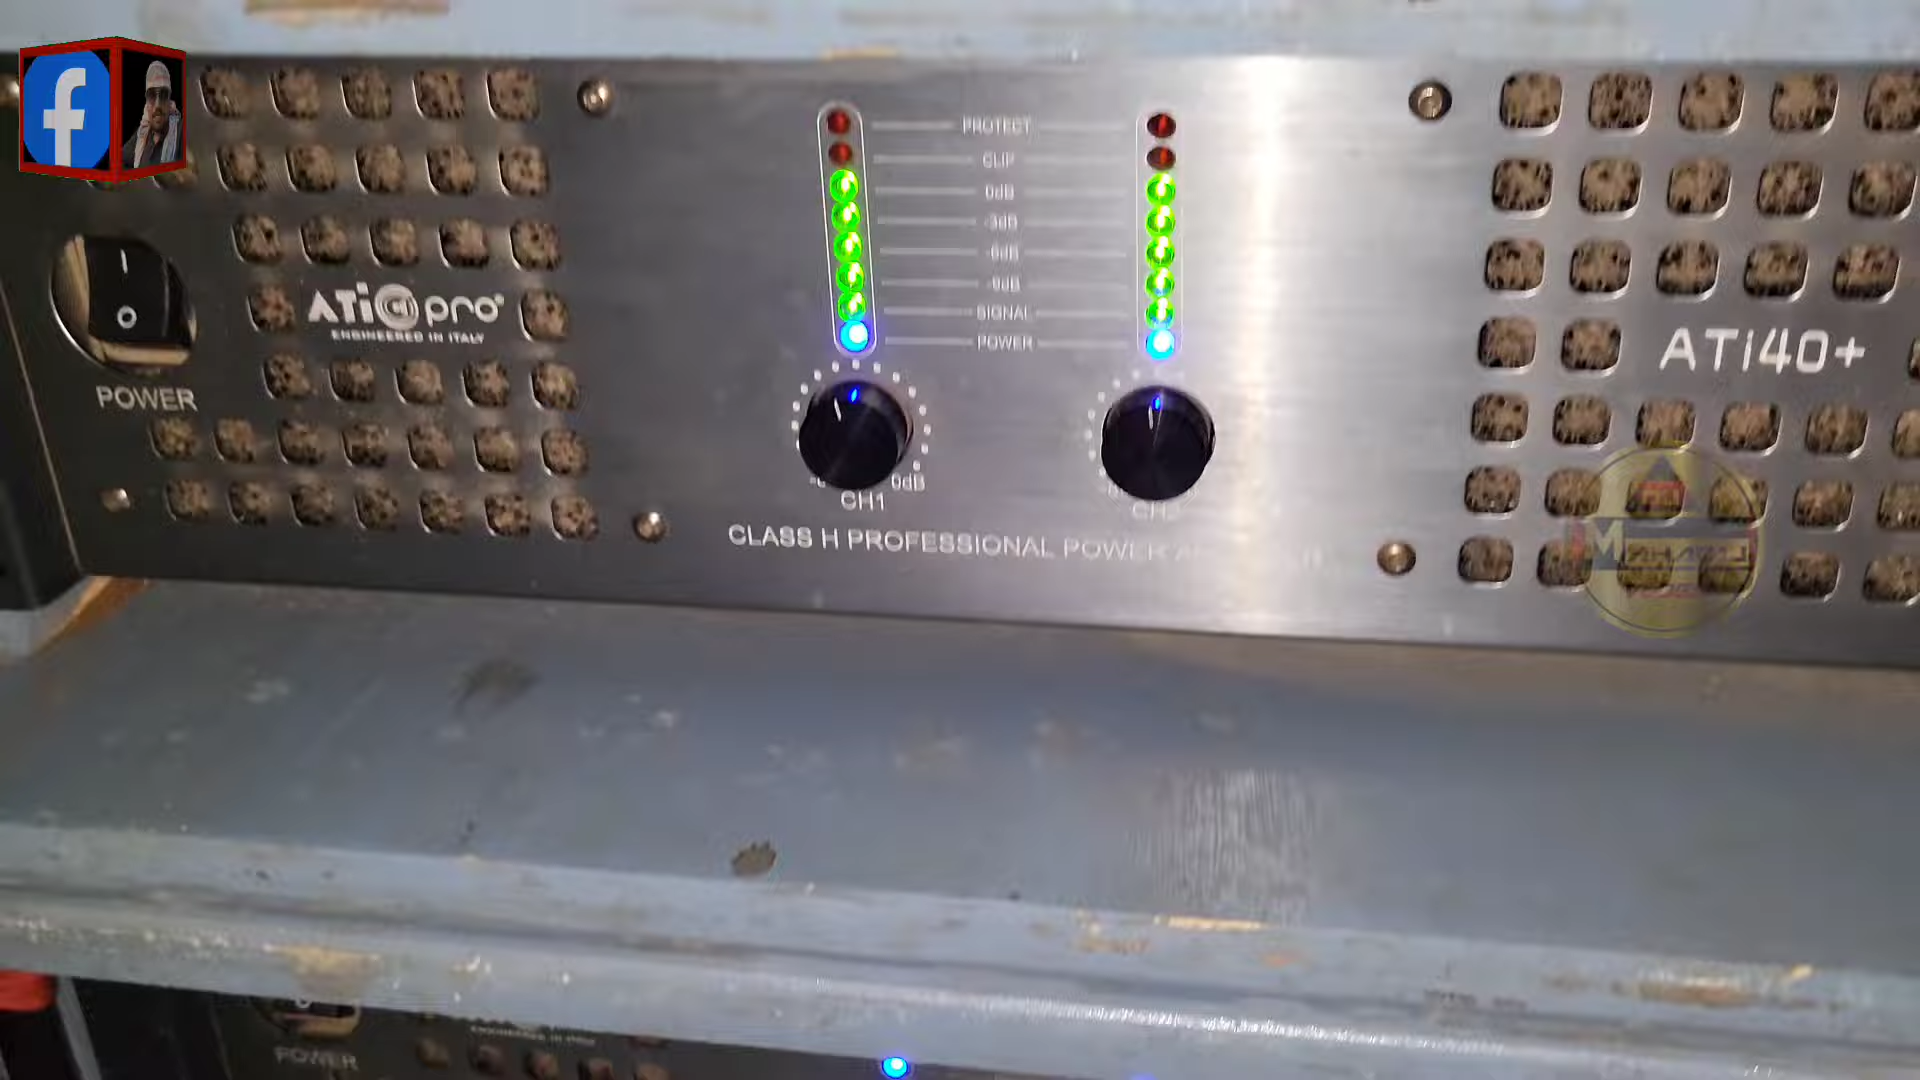 PROTECT
CLIP
0dB
-3dB
-6dB
-9dB
SIGNAL
POWER
ATi pro
ENGINEERED IN ITALY
POWER
ATi40+
0dB
CH1
CLASS H PROFESSIONAL POWER
POWER